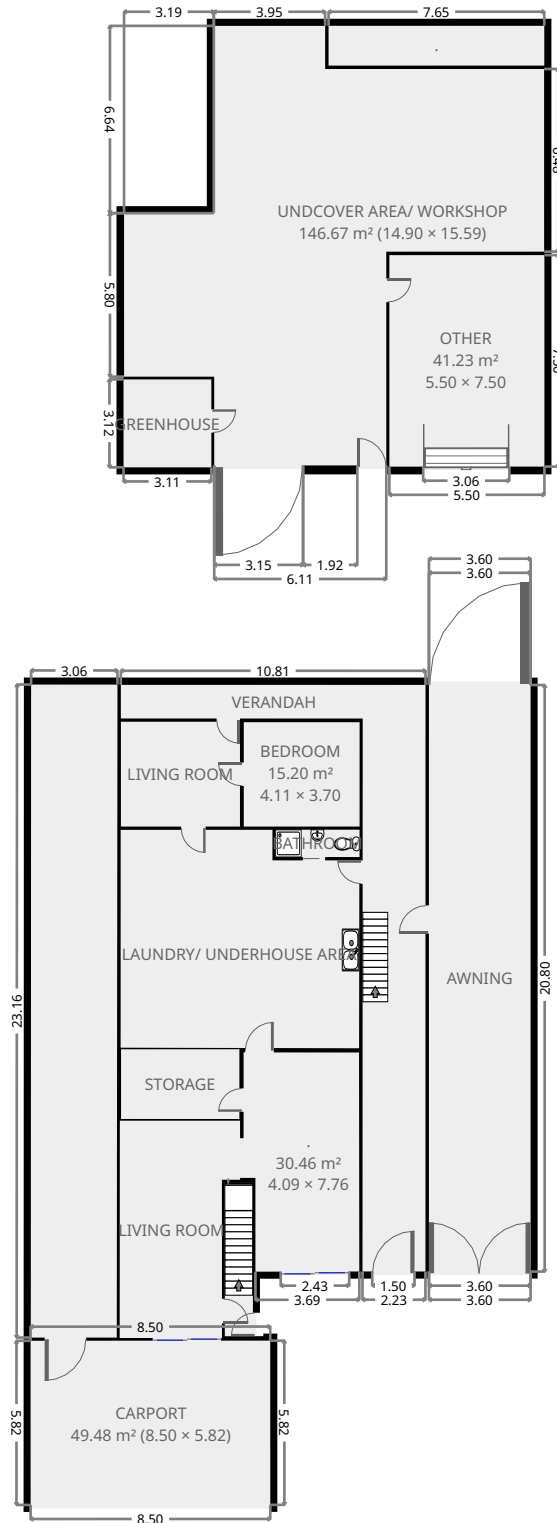 3.19
3.95
7.65
6.64
UNDCOVER AREA/ WORKSHOP
146.67 m² (14.90 × 15.59)
5.80
OTHER
41.23 m²
5.50 × 7.50
3.12
GREENHOUSE
3.11
3.06
5.50
3.15
1.92
6.11
3.60
3.60
3.06
10.81
VERANDAH
LIVING ROOM
BEDROOM
15.20 m²
4.11 × 3.70
BATHROOM
LAUNDRY/ UNDERHOUSE AREA
AWNING
20.80
23.16
STORAGE
30.46 m²
4.09 × 7.76
LIVING ROOM
2.43
3.69
1.50
2.23
3.60
3.60
8.50
5.82
CARPORT
49.48 m² (8.50 × 5.82)
5.82
8.50